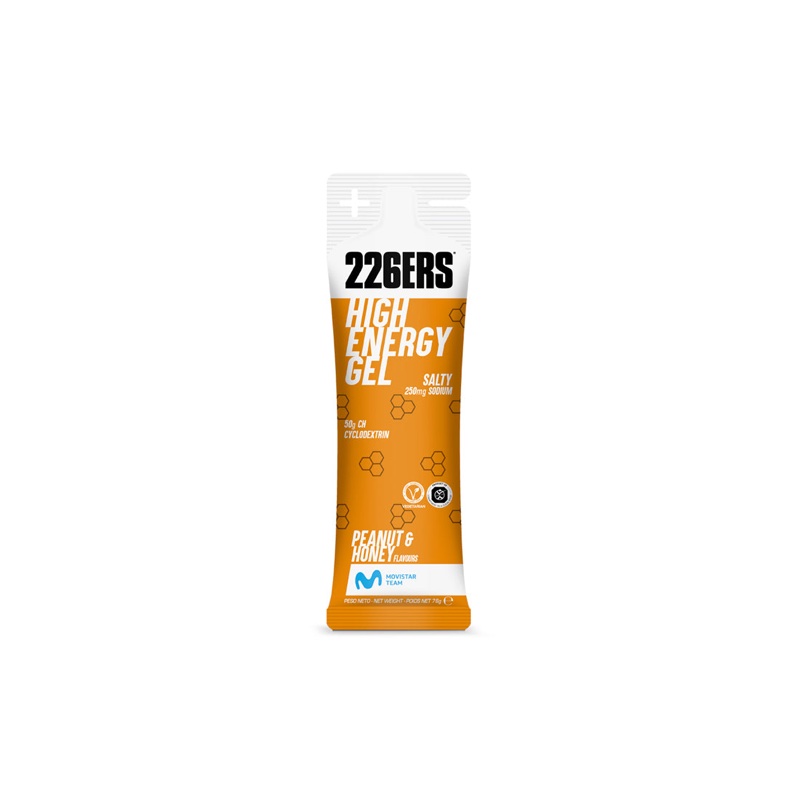 226ERS®
HIGH
ENERGY
GEL
SALTY
250mg SODIUM
50g CH
CYCLODEXTRIN
PEANUT &
HONEY FLAVOURS
MOVISTAR
TEAM
PESO NETO - NET WEIGHT - POIDS NET 76g ℮